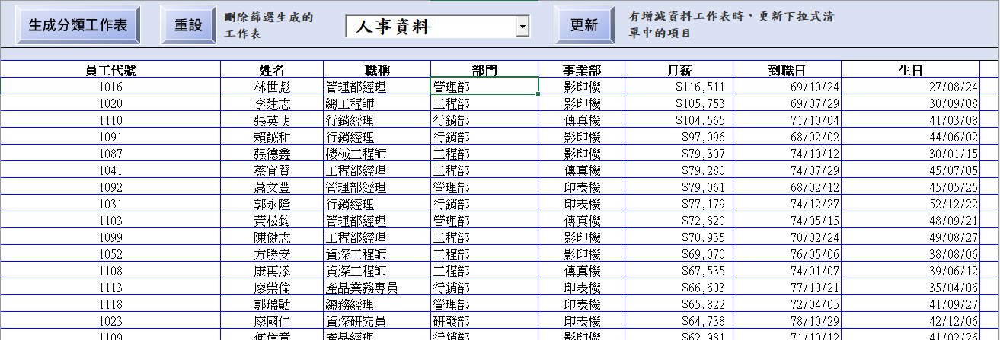 生成分類工作表 重設 刪除篩選生成的工作表 人事資料 更新 有增減資料工作表時，更新下拉式清單中的項目
員工代號 姓名 職稱 部門 事業部 月薪 到職日 生日
1016 林世彪 管理部經理 管理部 影印機 $116,511 69/10/24 27/08/24
1020 李建志 總工程師 工程部 影印機 $105,753 69/07/29 30/09/08
1110 張英明 行銷經理 行銷部 傳真機 $104,565 71/10/04 41/03/08
1091 賴誠和 行銷經理 行銷部 影印機 $97,096 68/02/02 44/06/02
1087 張德鑫 機械工程師 工程部 影印機 $79,307 74/10/12 30/01/15
1041 蔡宜賢 工程部經理 工程部 傳真機 $79,280 74/07/29 45/07/05
1092 蕭文豐 管理部經理 管理部 印表機 $79,061 68/02/12 45/05/25
1031 郭永隆 行銷經理 行銷部 印表機 $77,179 74/12/27 52/12/22
1103 黃松鈞 管理部經理 管理部 傳真機 $72,820 74/05/15 48/09/21
1099 陳健志 工程部經理 工程部 影印機 $70,935 70/02/24 49/08/27
1052 方勝安 資深工程師 工程部 影印機 $69,070 76/05/06 38/08/06
1108 康再添 資深工程師 工程部 傳真機 $67,535 74/01/07 39/06/12
1113 廖崇倫 產品業務專員 行銷部 印表機 $66,603 77/10/21 35/04/06
1118 郭瑞勛 總務經理 管理部 印表機 $65,822 72/04/05 41/09/27
1023 廖國仁 資深研究員 研發部 印表機 $64,738 78/10/29 42/12/06
1109 何信意 產品經理 行銷部 影印機 $62,981 71/10/12 41/02/26